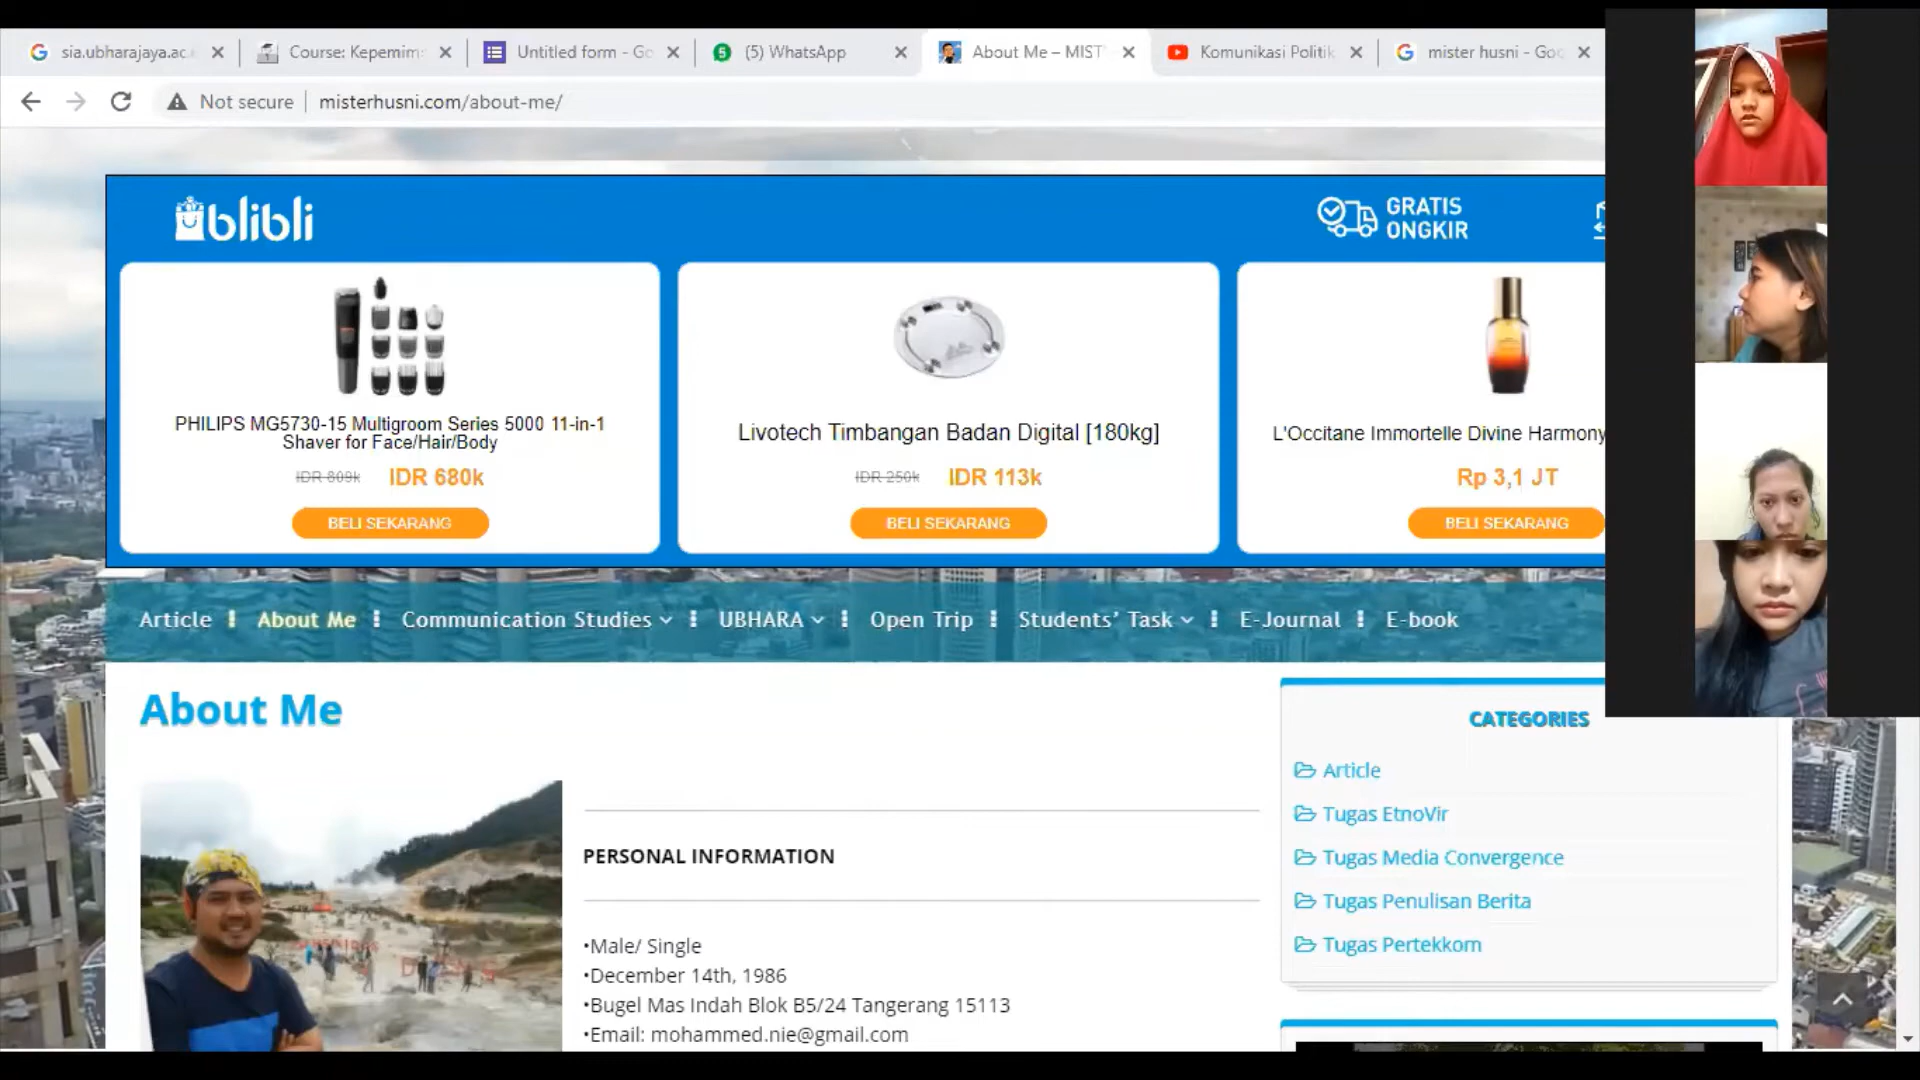 sia.ubharajaya.ac.
Course: Kepemim
Untitled form - Go
(5) WhatsApp
About Me – MIST
Komunikasi Politik
mister husni - Goo
Not secure
misterhusni.com/about-me/
blibli
GRATIS
ONGKIR
PHILIPS MG5730-15 Multigroom Series 5000 11-in-1
Shaver for Face/Hair/Body
IDR 809k IDR 680k
BELI SEKARANG
Livotech Timbangan Badan Digital [180kg]
IDR 250k IDR 113k
BELI SEKARANG
L'Occitane Immortelle Divine Harmony
Rp 3,1 JT
BELI SEKARANG
Article
About Me
Communication Studies
UBHARA
Open Trip
Students' Task
E-Journal
E-book
About Me
PERSONAL INFORMATION
•Male/ Single
•December 14th, 1986
•Bugel Mas Indah Blok B5/24 Tangerang 15113
•Email: mohammed.nie@gmail.com
CATEGORIES
Article
Tugas EtnoVir
Tugas Media Convergence
Tugas Penulisan Berita
Tugas Pertekkom